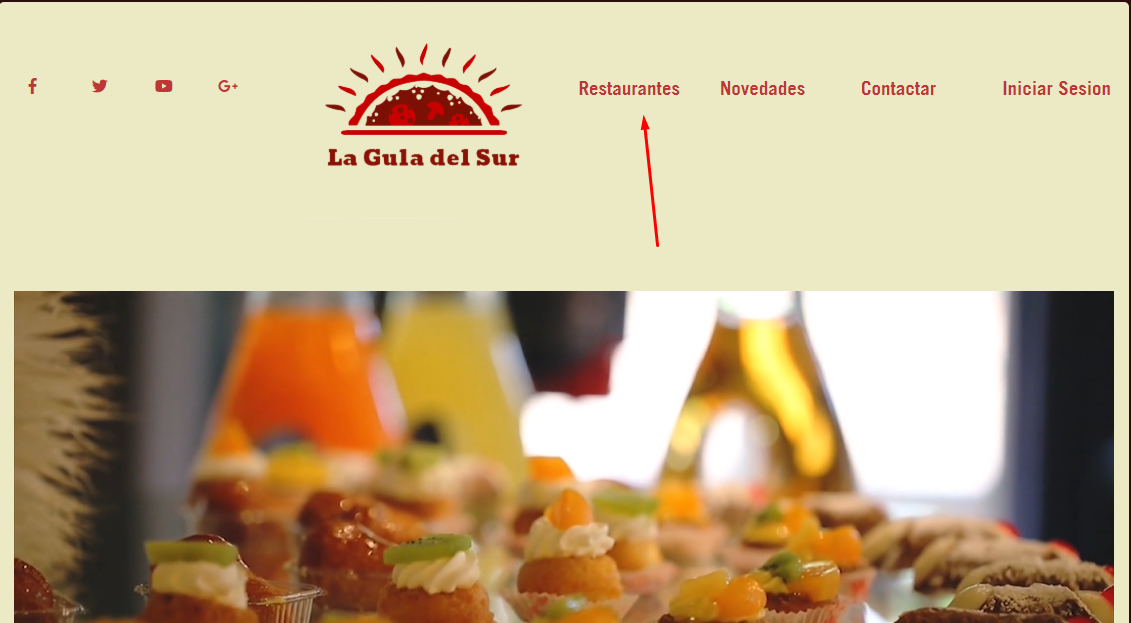 Restaurantes Novedades Contactar Iniciar Sesion
La Gula del Sur